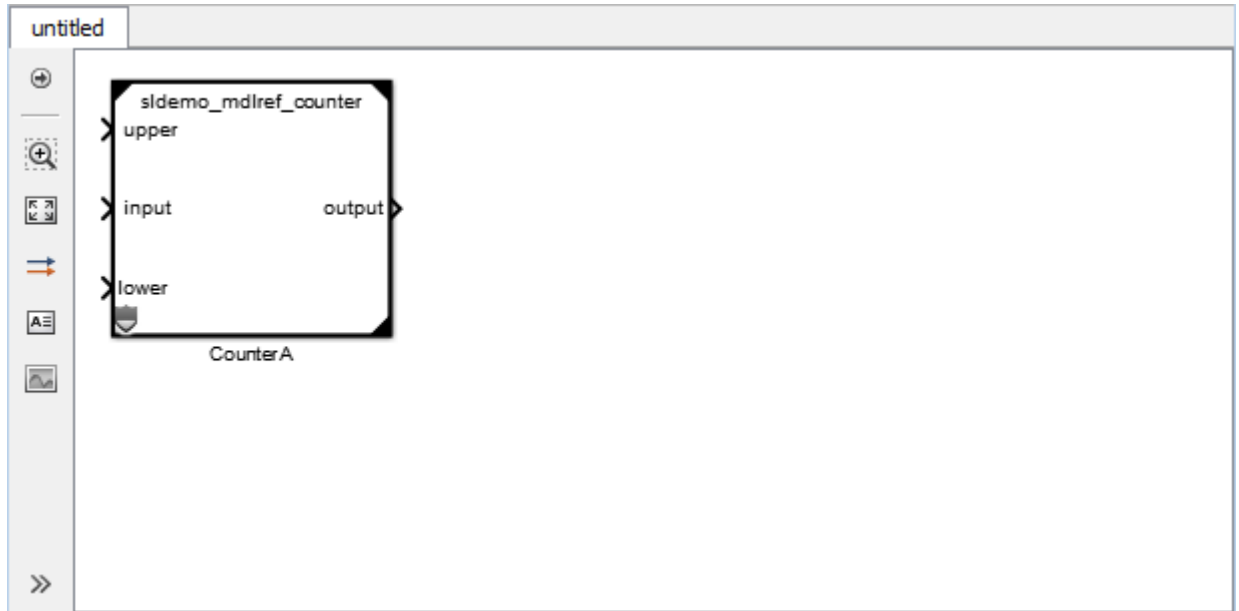 untitled
sldemo_mdlref_counter
upper
input output
lower
CounterA